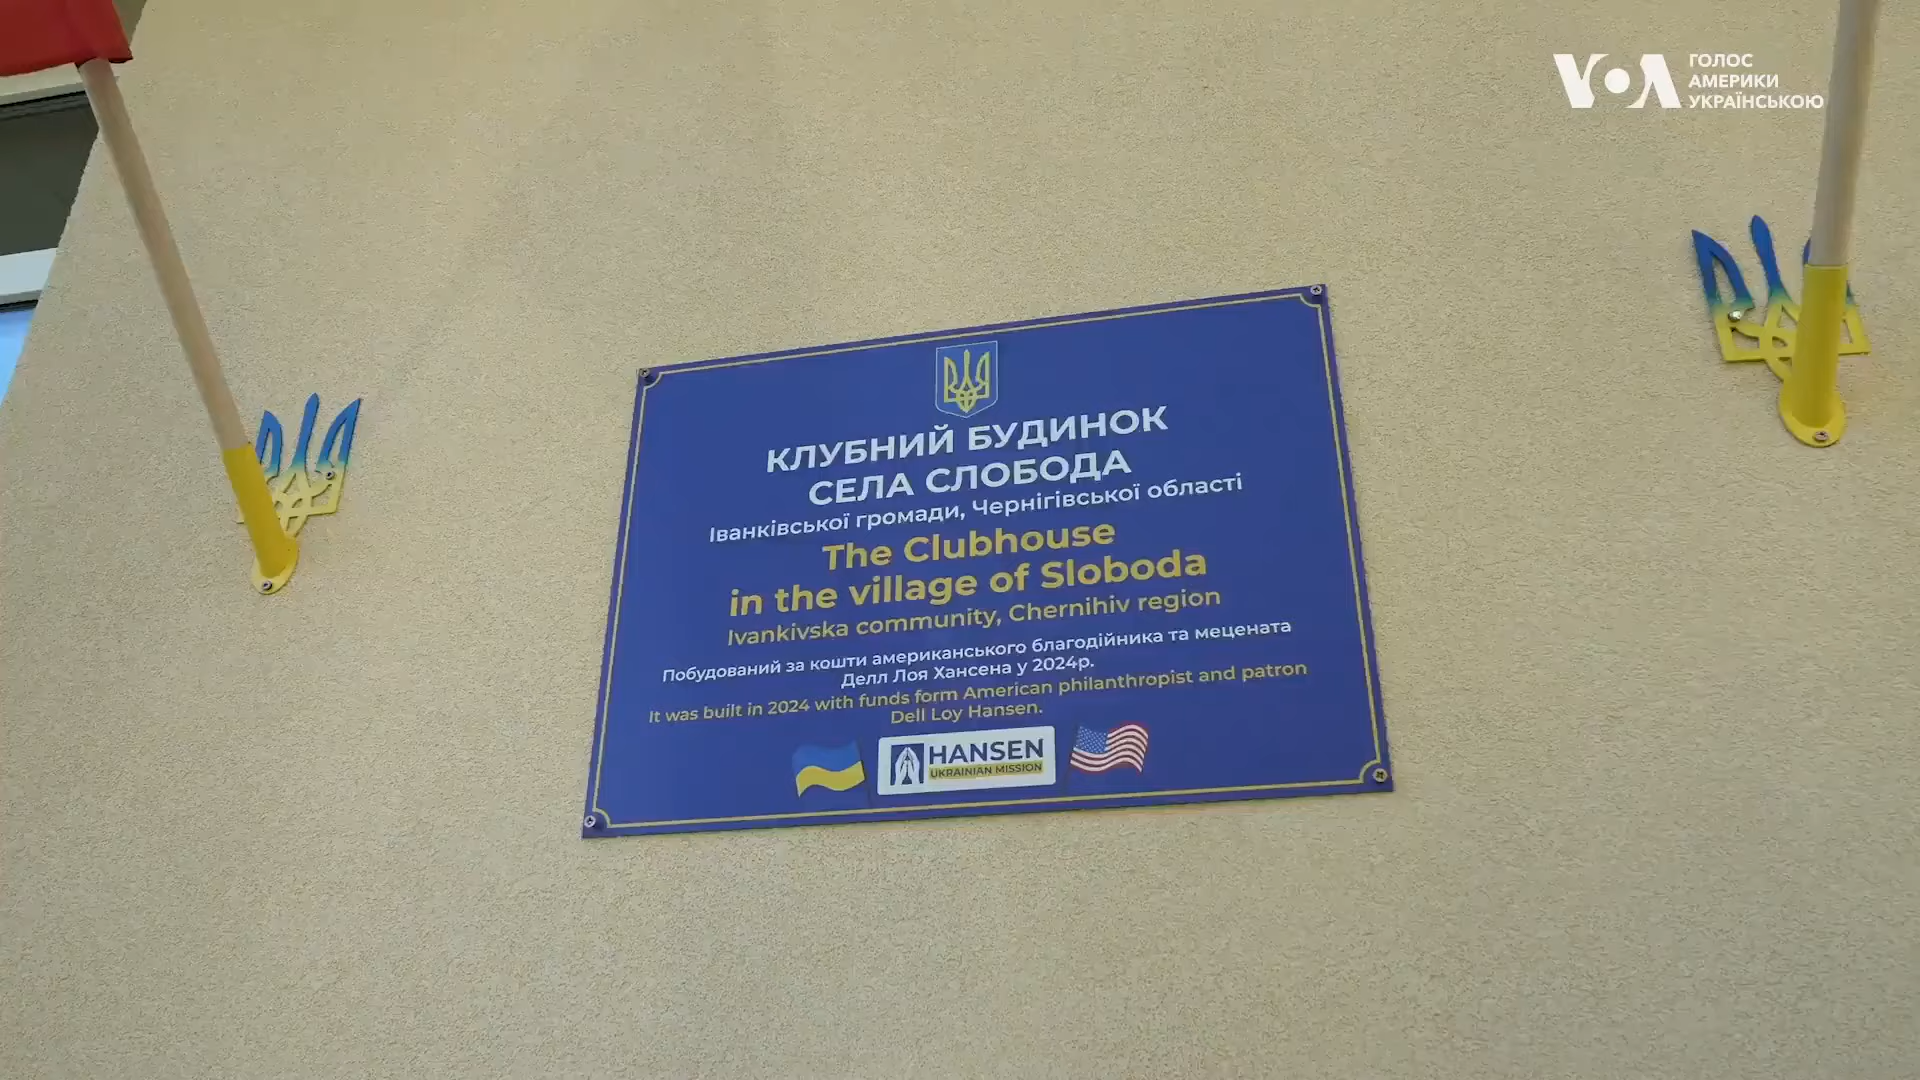 VOA
ГОЛОС
АМЕРИКИ
УКРАЇНСЬКОЮ
КЛУБНИЙ БУДИНОК
СЕЛА СЛОБОДА
Іванківської громади, Чернігівської області
The Clubhouse
in the village of Sloboda
Ivankivska community, Chernihiv region
Побудований за кошти американського благодійника та мецената
Делл Лоя Хансена у 2024р.
It was built in 2024 with funds form American philanthropist and patron
Dell Loy Hansen.
HANSEN
UKRAINIAN MISSION